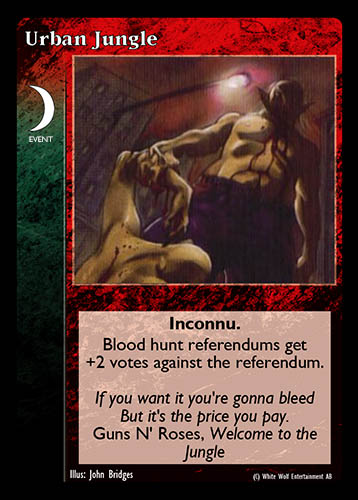 Urban Jungle
EVENT
Inconnu.
Blood hunt referendums get
+2 votes against the referendum.
If you want it you're gonna bleed
But it's the price you pay.
Guns N' Roses, Welcome to the
Jungle
Illus: John Bridges
(C) White Wolf Entertainment AB